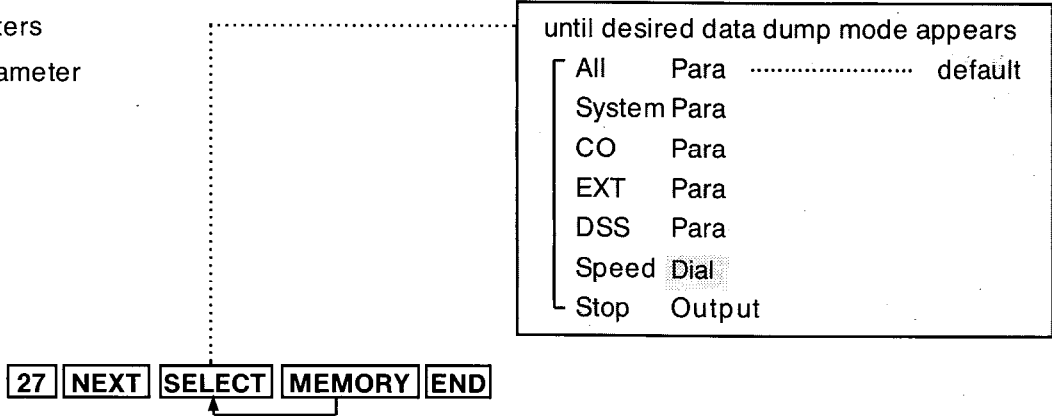 ters
ameter
until desired data dump mode appears
All Para ........................ default
System Para
CO Para
EXT Para
DSS Para
Speed Dial
Stop Output
27 NEXT SELECT MEMORY END